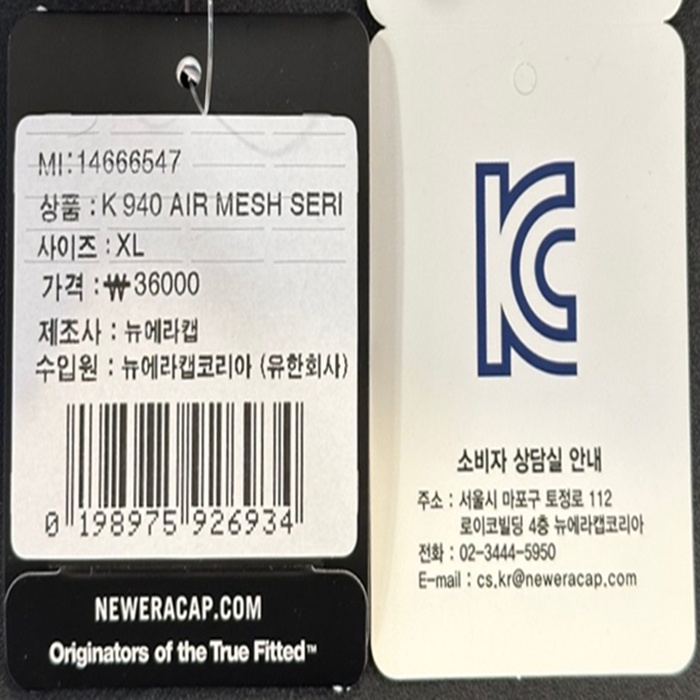 MI:14666547
상품 : K 940 AIR MESH SERI
사이즈 : XL
가격 : ₩36000
제조사 : 뉴에라캡
수입원 : 뉴에라캡코리아 (유한회사)
0 198975 926934
NEWERACAP.COM
Originators of the True Fitted™
KC
소비자 상담실 안내
주소 : 서울시 마포구 토정로 112
로이코빌딩 4층 뉴에라캡코리아
전화 : 02-3444-5950
E-mail : cs.kr@neweracap.com